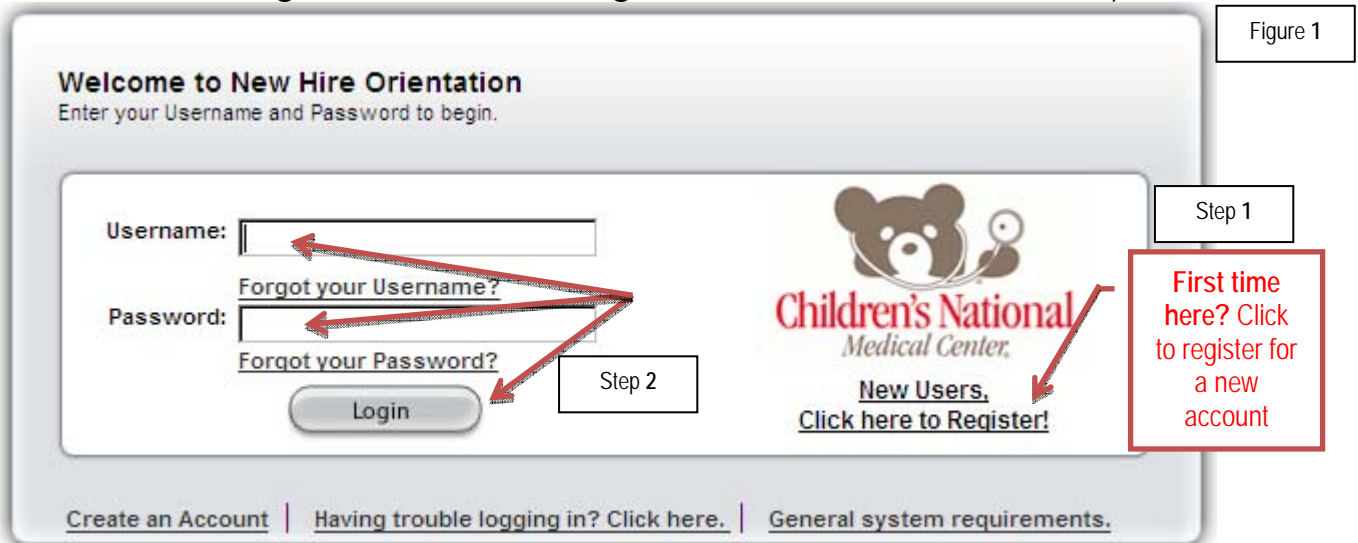 Figure 1
Welcome to New Hire Orientation
Enter your Username and Password to begin.
Username:
Forgot your Username?
Password:
Forgot your Password?
Login
Step 2
Children's National
Medical Center
New Users,
Click here to Register!
Step 1
First time
here? Click
to register for
a new
account
Create an Account | Having trouble logging in? Click here. | General system requirements.